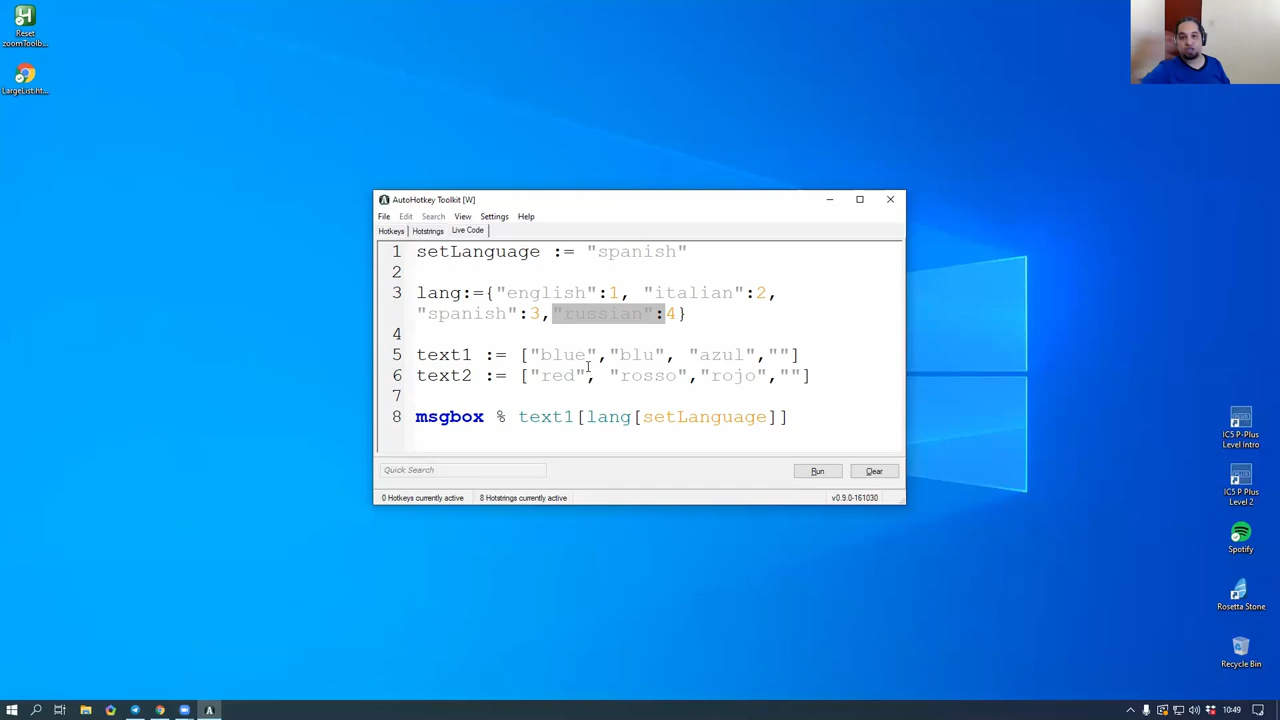 Reset
zoomToolb...
LargeList.ht...
AutoHotkey Toolkit [W]
File Edit Search View Settings Help
Hotkeys Hotstrings Live Code
1 setLanguage := "spanish"
2
3 lang:={"english":1, "italian":2,
"spanish":3,"russian":4}
4
5 text1 := ["blue","blu", "azul",""]
6 text2 := ["red", "rosso","rojo",""]
7
8 msgbox % text1[lang[setLanguage]]
Quick Search Run Clear
0 Hotkeys currently active 8 Hotstrings currently active v0.9.0-161030
IC5 P-Plus
Level Intro
IC5 P Plus
Level 2
Spotify
Rosetta Stone
Recycle Bin
10:49